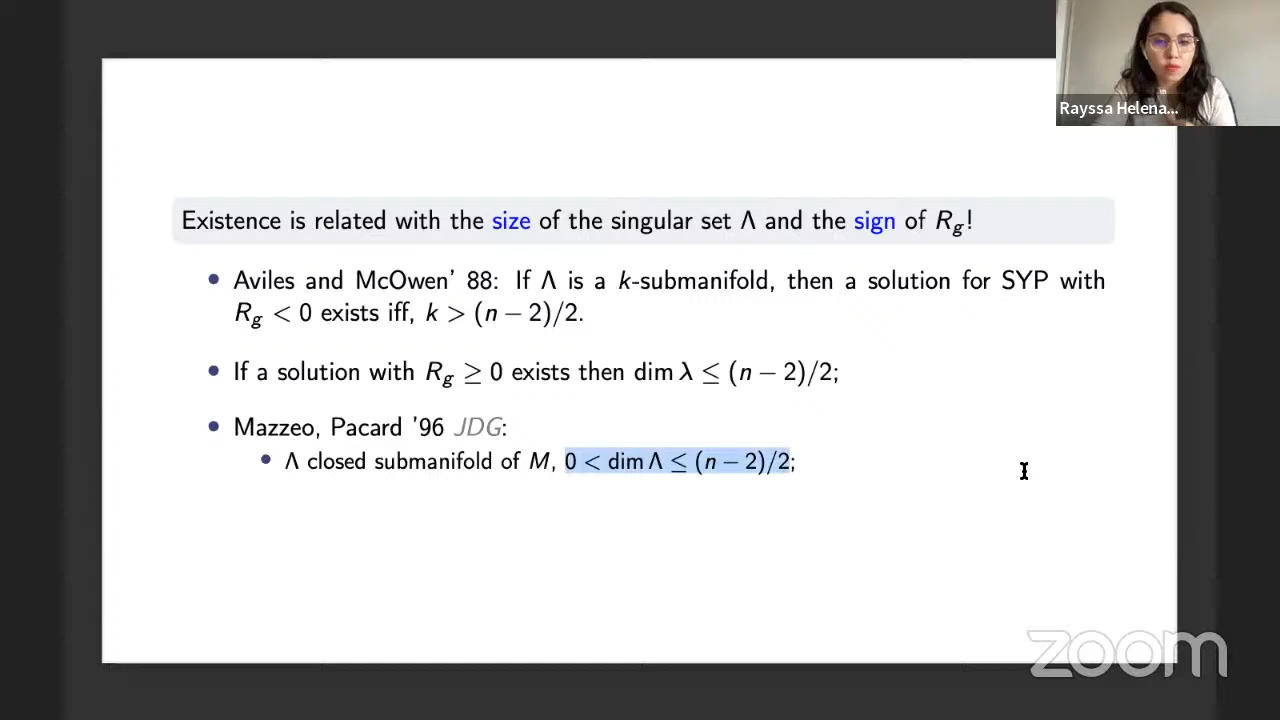 Rayssa Helena...
Existence is related with the size of the singular set Λ and the sign of R_g!
• Aviles and McOwen' 88: If Λ is a k-submanifold, then a solution for SYP with
R_g < 0 exists iff, k > (n − 2)/2.
• If a solution with R_g ≥ 0 exists then dim λ ≤ (n − 2)/2;
• Mazzeo, Pacard '96 JDG:
• Λ closed submanifold of M, 0 < dim Λ ≤ (n − 2)/2;
zoom